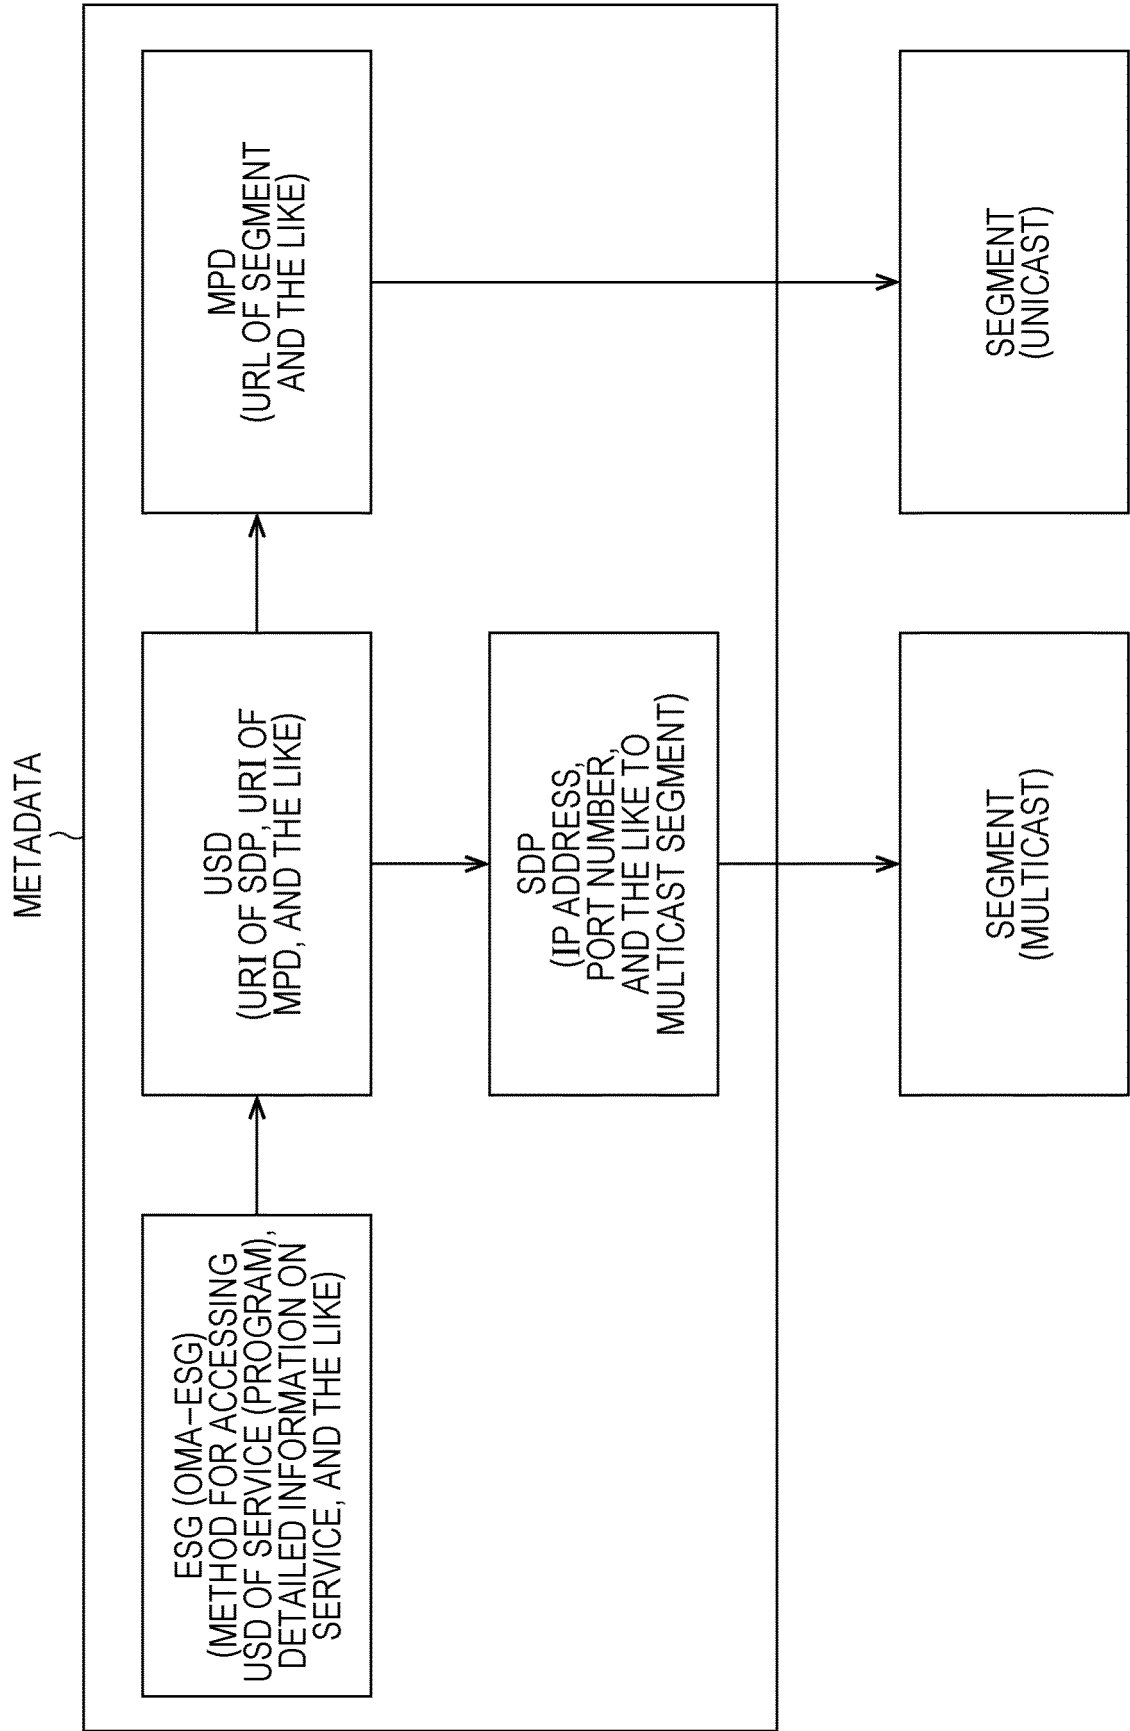 METADATA
ESG (OMA-ESG)
(METHOD FOR ACCESSING
USD OF SERVICE (PROGRAM),
DETAILED INFORMATION ON
SERVICE, AND THE LIKE)
USD
(URI OF SDP, URI OF
MPD, AND THE LIKE)
MPD
(URL OF SEGMENT
AND THE LIKE)
SDP
(IP ADDRESS,
PORT NUMBER,
AND THE LIKE TO
MULTICAST SEGMENT)
SEGMENT
(MULTICAST)
SEGMENT
(UNICAST)